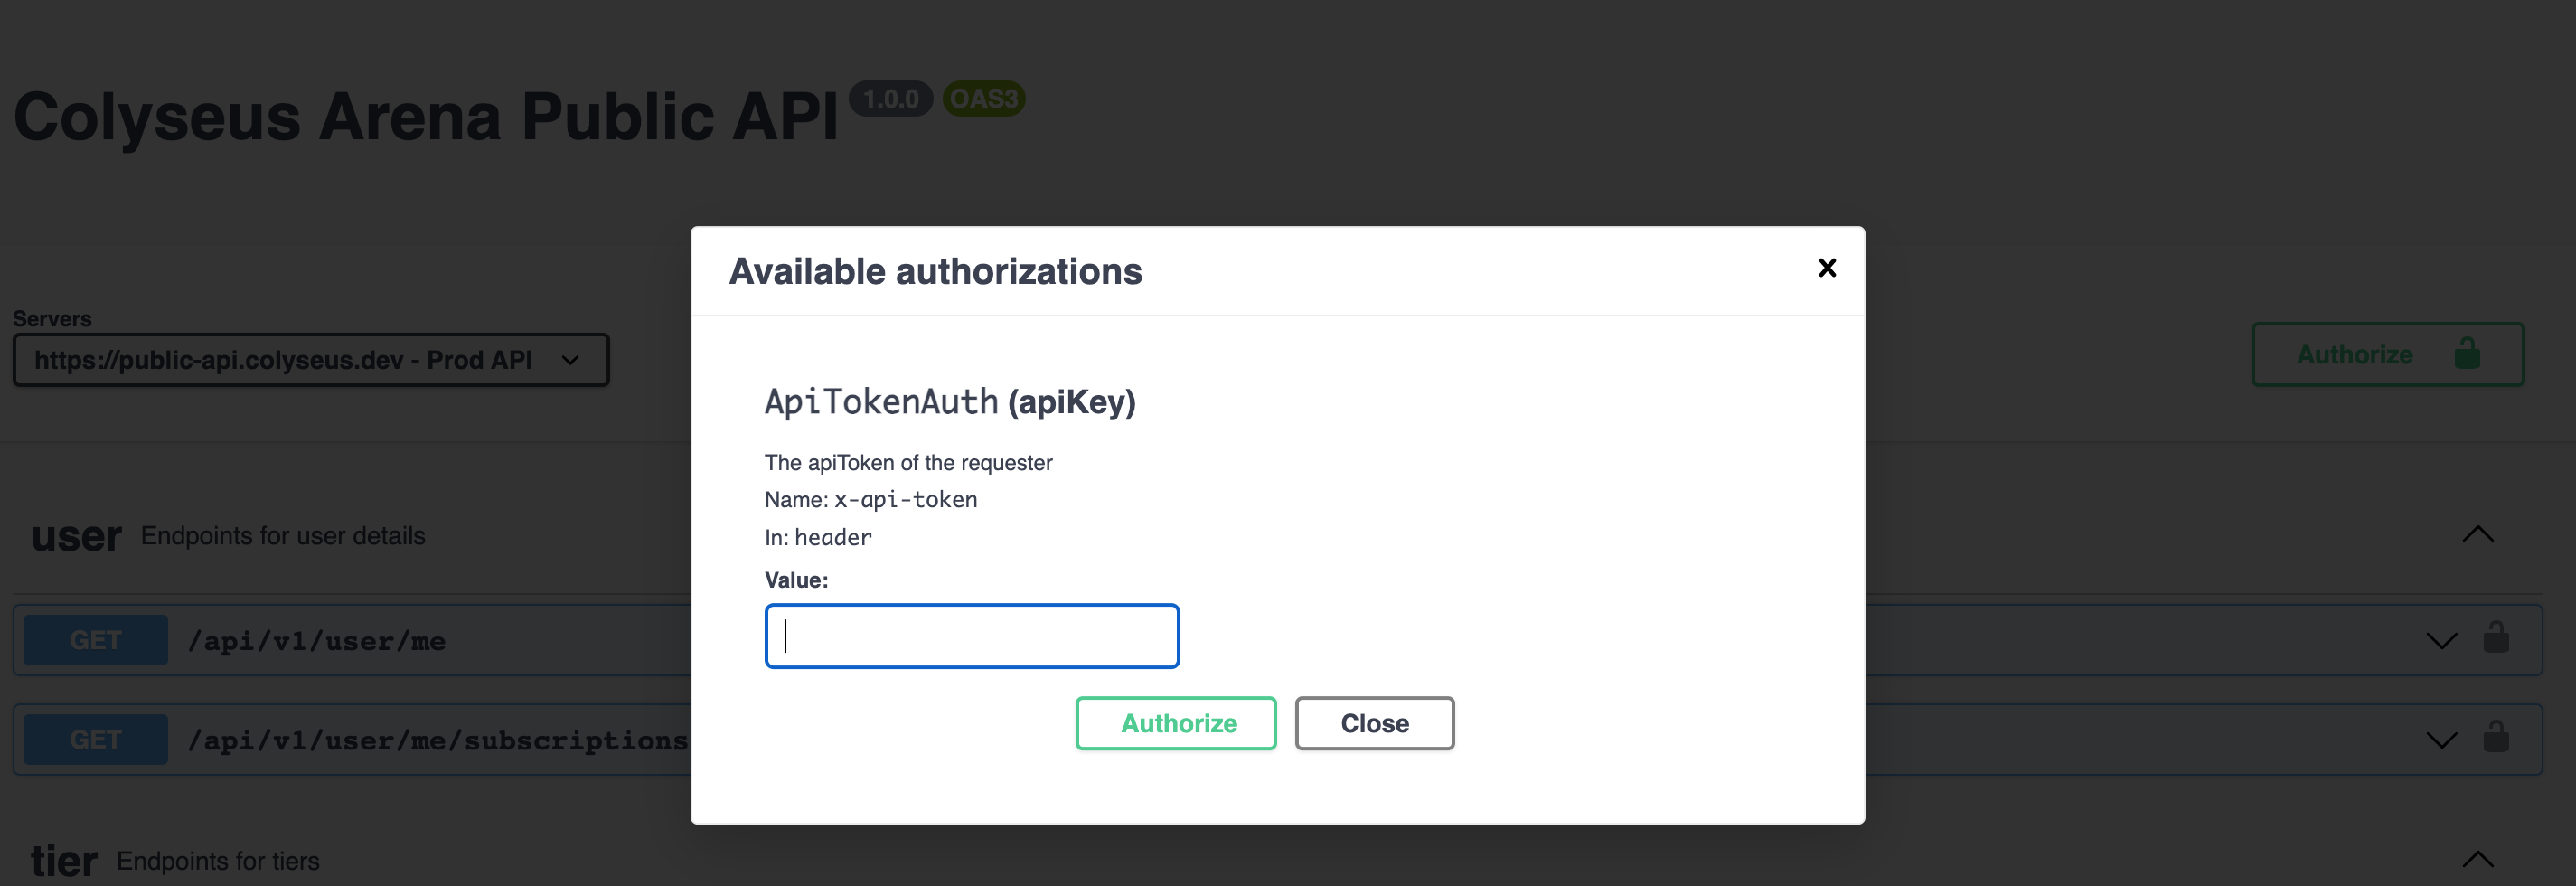 Colyseus Arena Public API 1.0.0 OAS3
Available authorizations
Servers
https://public-api.colyseus.dev - Prod API
Authorize
ApiTokenAuth (apiKey)
The apiToken of the requester
Name: x-api-token
In: header
Value:
Authorize Close
user Endpoints for user details
GET /api/v1/user/me
GET /api/v1/user/me/subscriptions
tier Endpoints for tiers